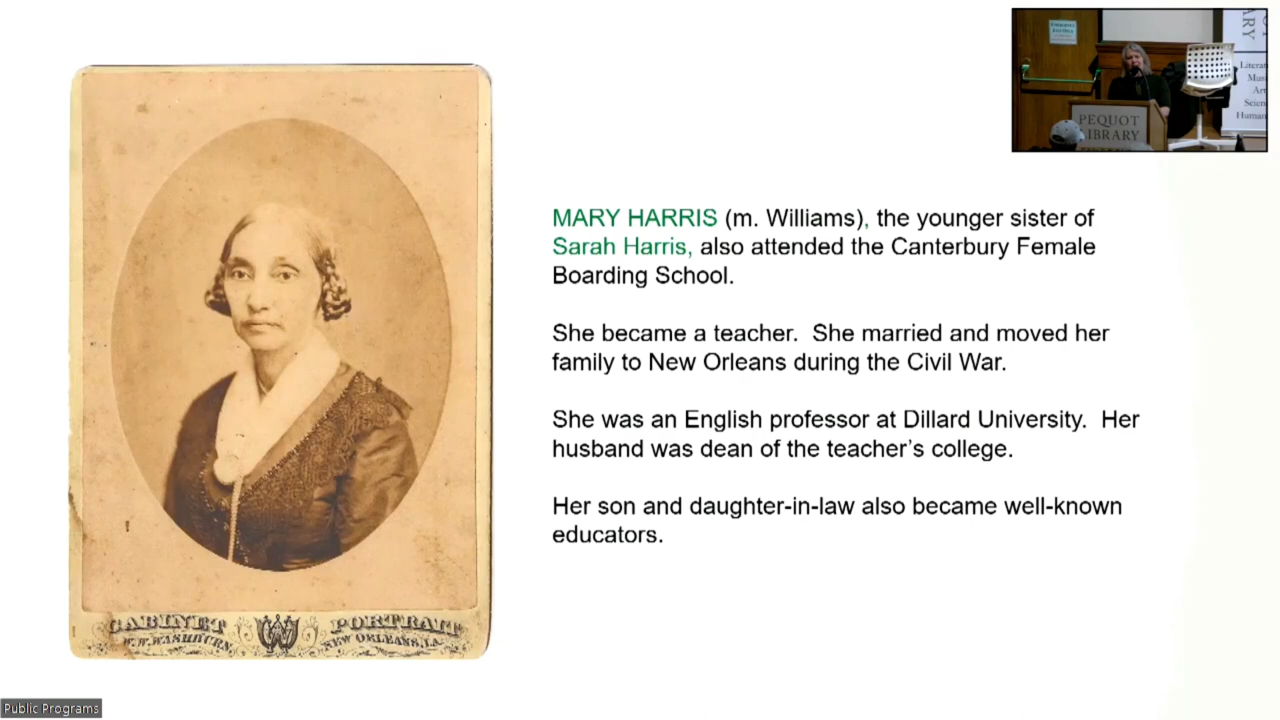 MARY HARRIS (m. Williams), the younger sister of
Sarah Harris, also attended the Canterbury Female
Boarding School.
She became a teacher.  She married and moved her
family to New Orleans during the Civil War.
She was an English professor at Dillard University.  Her
husband was dean of the teacher's college.
Her son and daughter-in-law also became well-known
educators.
CABINET PORTRAIT
W.W. WASHBURN, W NEW ORLEANS, LA.
PEQUOT
LIBRARY
ARY
Public Programs